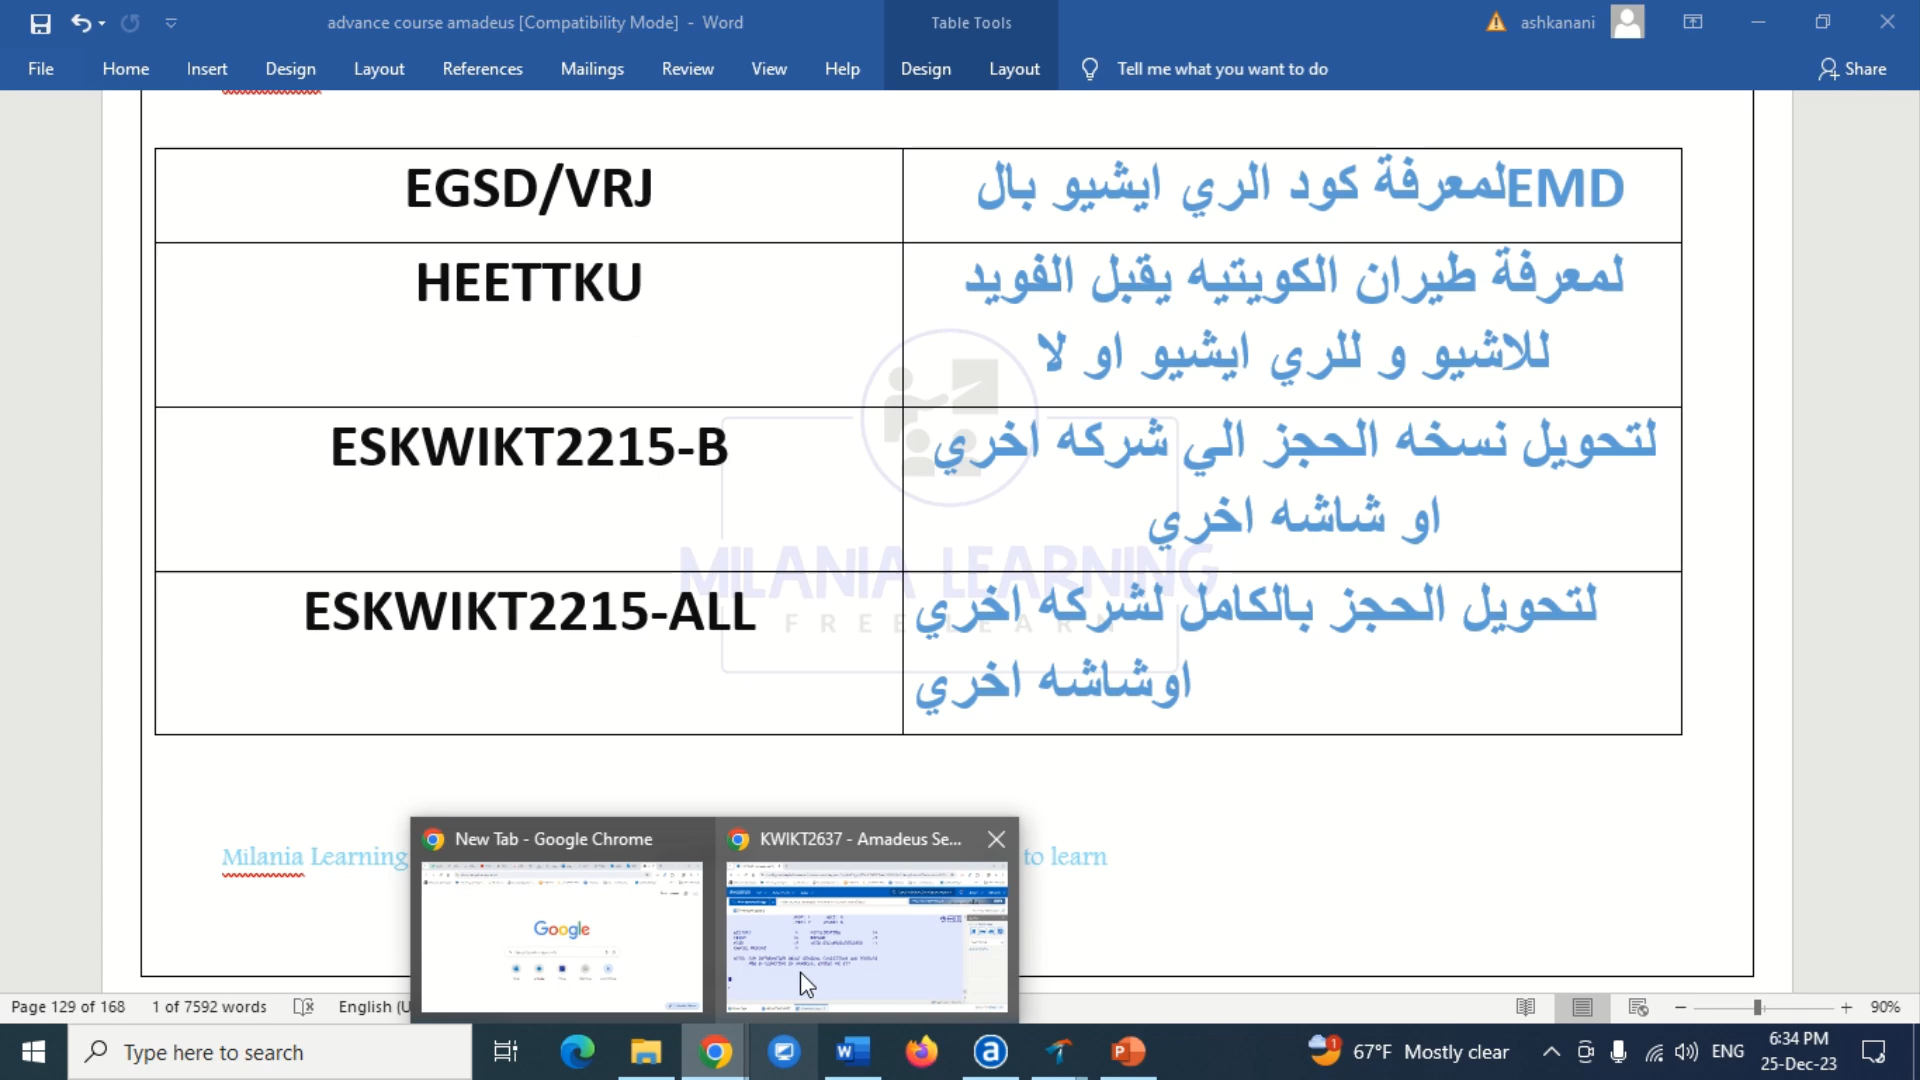 advance course amadeus [Compatibility Mode] - Word
Table Tools
ashkanani
File Home Insert Design Layout References Mailings Review View Help Design Layout Tell me what you want to do Share
EGSD/VRJ
لمعرفة كود الري ايشيو بال EMD
HEETTKU
لمعرفة طيران الكويتيه يقبل الفويد
للاشيو و للري ايشيو او لا
ESKWIKT2215-B
لتحويل نسخه الحجز الي شركه اخري
او شاشه اخري
ESKWIKT2215-ALL
لتحويل الحجز بالكامل لشركه اخري
اوشاشه اخري
MILANIA LEARNING
FREE LEARN
New Tab - Google Chrome
KWIKT2637 - Amadeus Se...
Google
Milania Learning
to learn
Page 129 of 168 1 of 7592 words English (U
90%
Type here to search
67°F Mostly clear
ENG
6:34 PM
25-Dec-23